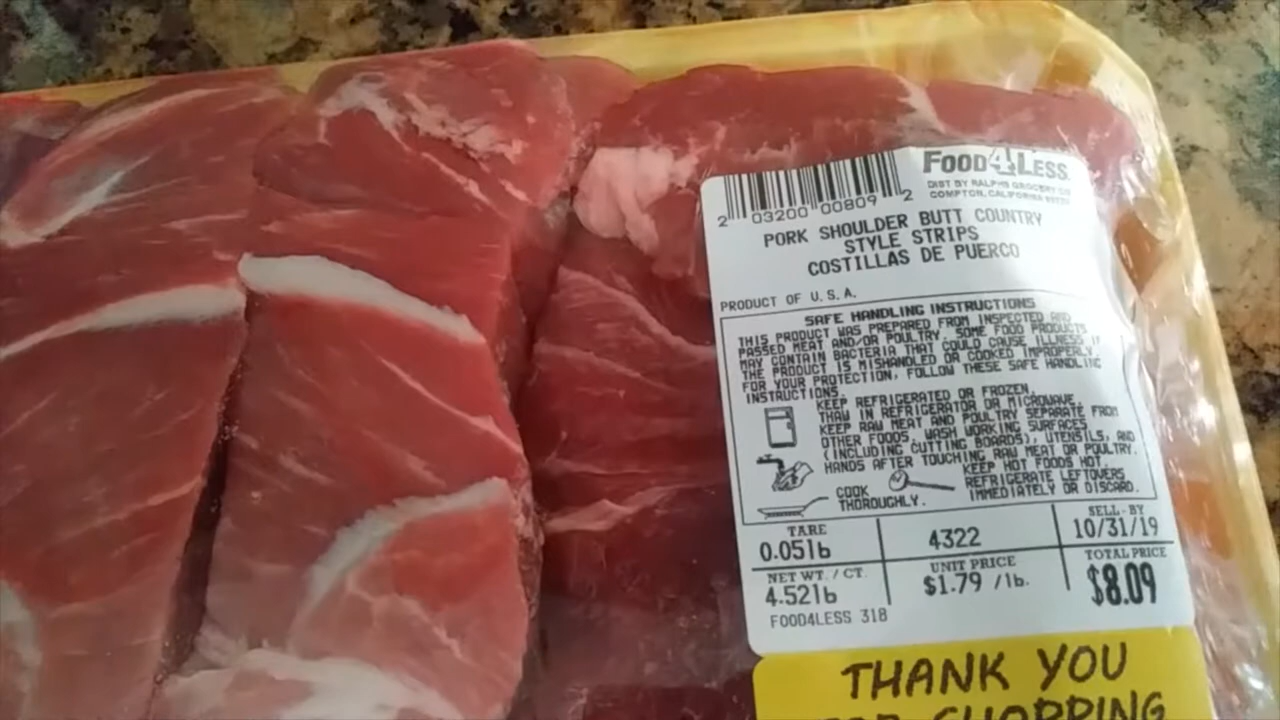 FOOD4LESS
DIST BY RALPHS GROCERY CO
COMPTON, CALIFORNIA
2 03200 00809 2
PORK SHOULDER BUTT COUNTRY
STYLE STRIPS
COSTILLAS DE PUERCO
PRODUCT OF U.S.A.
SAFE HANDLING INSTRUCTIONS
THIS PRODUCT WAS PREPARED FROM INSPECTED AND
PASSED MEAT AND/OR POULTRY. SOME FOOD PRODUCTS
MAY CONTAIN BACTERIA THAT COULD CAUSE ILLNESS IF
THE PRODUCT IS MISHANDLED OR COOKED IMPROPERLY.
FOR YOUR PROTECTION, FOLLOW THESE SAFE HANDLING
INSTRUCTIONS.
KEEP REFRIGERATED OR FROZEN.
THAW IN REFRIGERATOR OR MICROWAVE.
KEEP RAW MEAT AND POULTRY SEPARATE FROM
OTHER FOODS. WASH WORKING SURFACES
(INCLUDING CUTTING BOARDS), UTENSILS, AND
HANDS AFTER TOUCHING RAW MEAT OR POULTRY.
COOK
THOROUGHLY.
KEEP HOT FOODS HOT.
REFRIGERATE LEFTOVERS
IMMEDIATELY OR DISCARD.
TARE
0.05lb
4322
SELL-BY
10/31/19
NET WT. / CT.
4.52lb
UNIT PRICE
$1.79 /lb.
TOTAL PRICE
$8.09
FOOD4LESS 318
THANK YOU
FOR SHOPPING